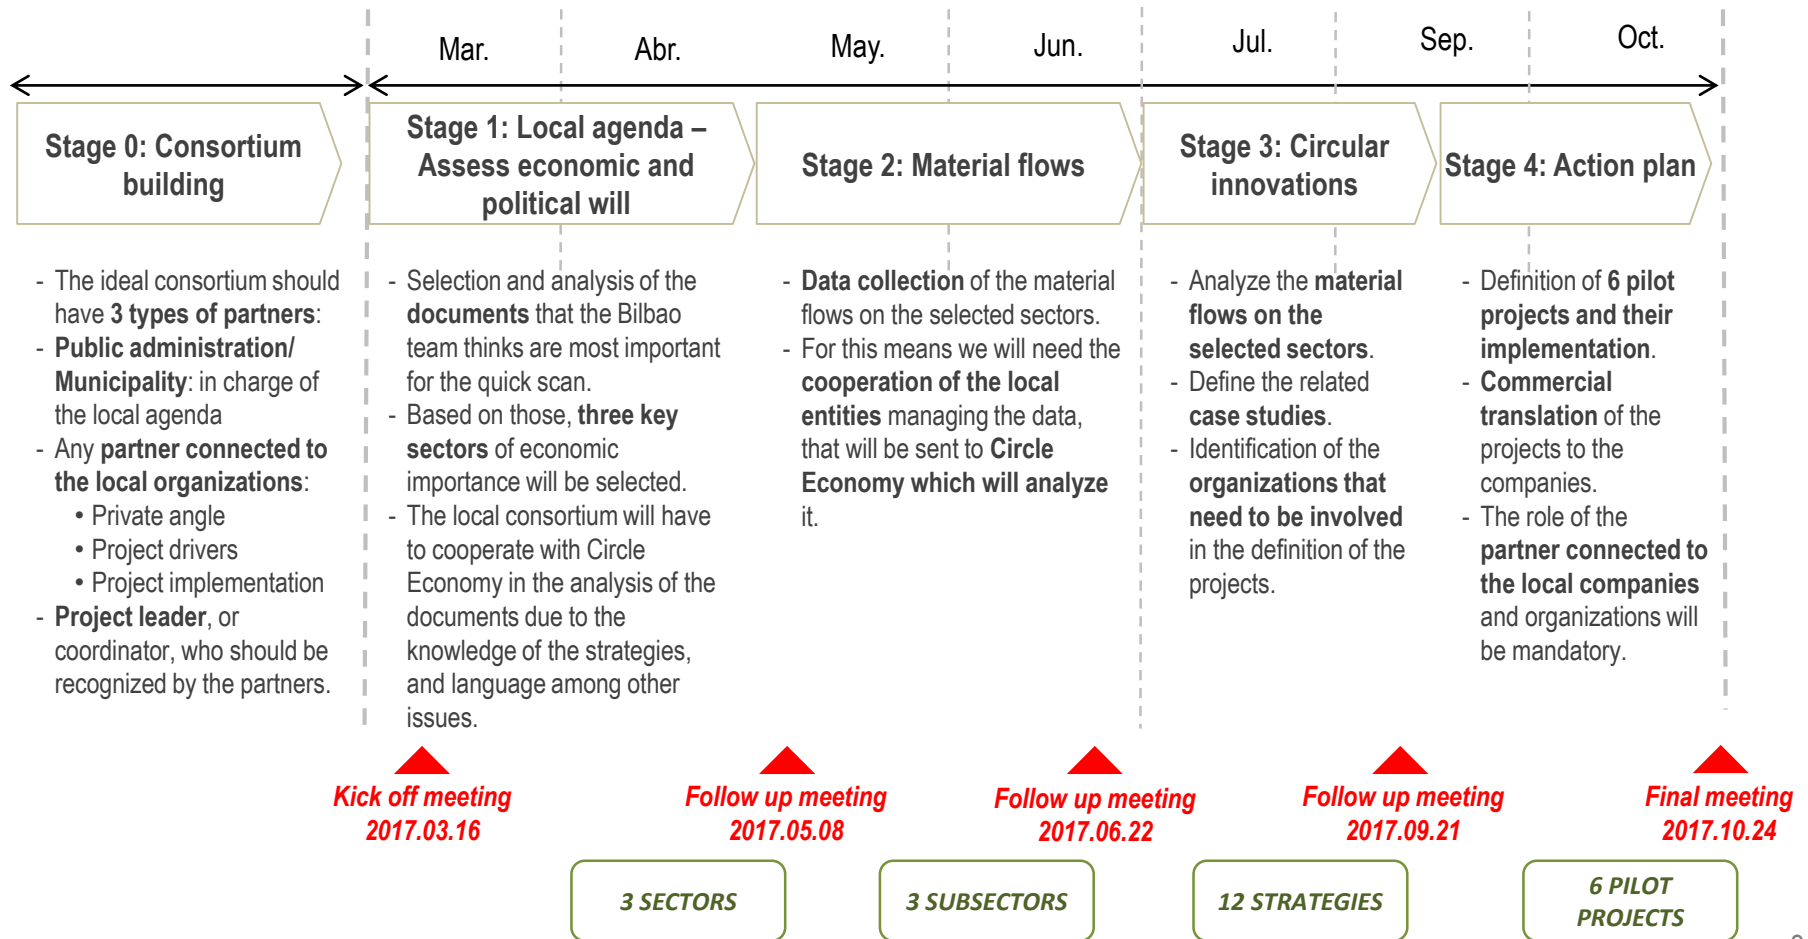 Mar.
Abr.
May.
Jun.
Jul.
Sep.
Oct.
Stage 0: Consortium
building
Stage 1: Local agenda –
Assess economic and
political will
Stage 2: Material flows
Stage 3: Circular
innovations
Stage 4: Action plan
- The ideal consortium should
have 3 types of partners:
- Public administration/
Municipality: in charge of
the local agenda
- Any partner connected to
the local organizations:
• Private angle
• Project drivers
• Project implementation
- Project leader, or
coordinator, who should be
recognized by the partners.
- Selection and analysis of the
documents that the Bilbao
team thinks are most important
for the quick scan.
- Based on those, three key
sectors of economic
importance will be selected.
- The local consortium will have
to cooperate with Circle
Economy in the analysis of the
documents due to the
knowledge of the strategies,
and language among other
issues.
- Data collection of the material
flows on the selected sectors.
- For this means we will need the
cooperation of the local
entities managing the data,
that will be sent to Circle
Economy which will analyze
it.
- Analyze the material
flows on the
selected sectors.
- Define the related
case studies.
- Identification of the
organizations that
need to be involved
in the definition of the
projects.
- Definition of 6 pilot
projects and their
implementation.
- Commercial
translation of the
projects to the
companies.
- The role of the
partner connected to
the local companies
and organizations will
be mandatory.
Kick off meeting
2017.03.16
Follow up meeting
2017.05.08
Follow up meeting
2017.06.22
Follow up meeting
2017.09.21
Final meeting
2017.10.24
3 SECTORS
3 SUBSECTORS
12 STRATEGIES
6 PILOT
PROJECTS